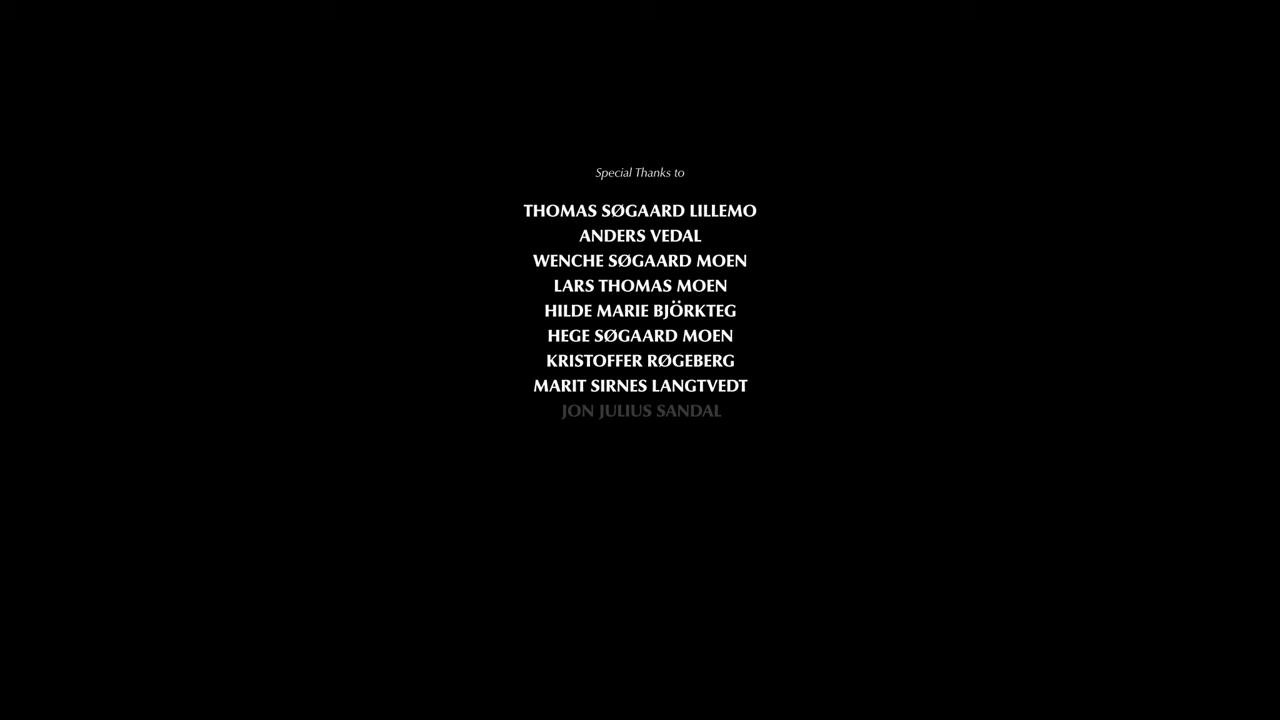 Special Thanks to
THOMAS SØGAARD LILLEMO
ANDERS VEDAL
WENCHE SØGAARD MOEN
LARS THOMAS MOEN
HILDE MARIE BJÖRKTEG
HEGE SØGAARD MOEN
KRISTOFFER RØGEBERG
MARIT SIRNES LANGTVEDT
JON JULIUS SANDAL